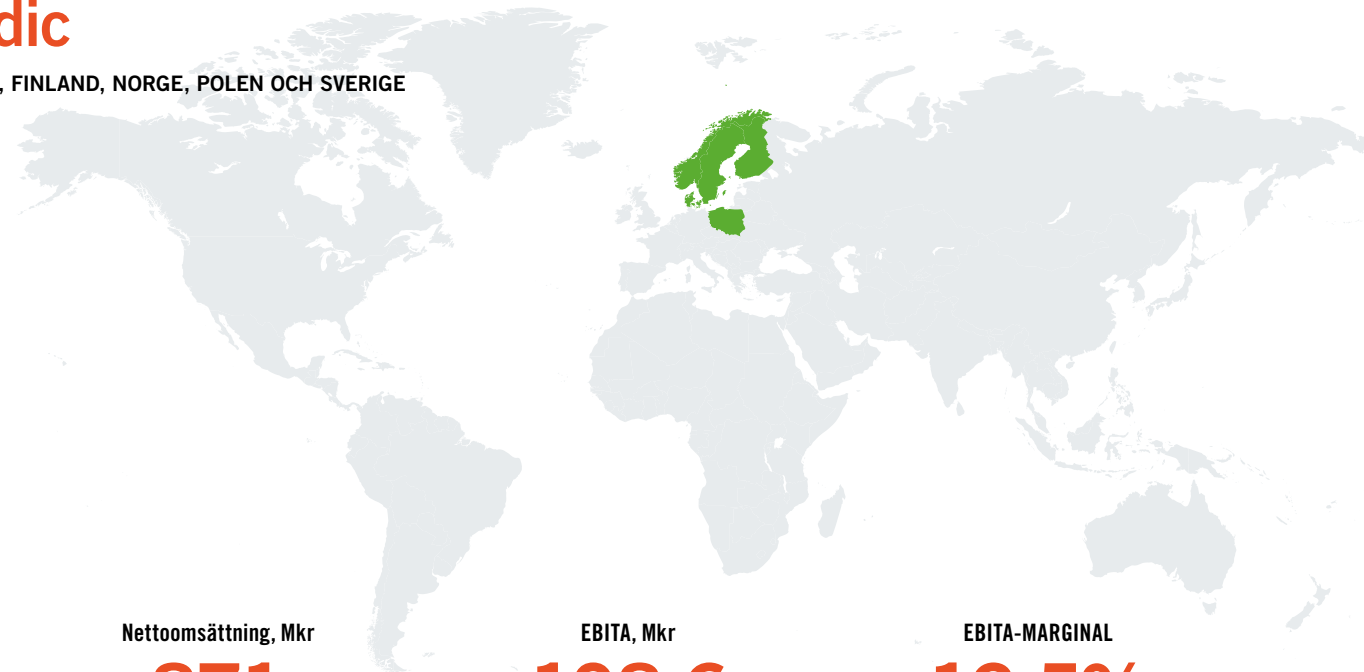 dic
, FINLAND, NORGE, POLEN OCH SVERIGE
Nettoomsättning, Mkr
EBITA, Mkr
EBITA-MARGINAL